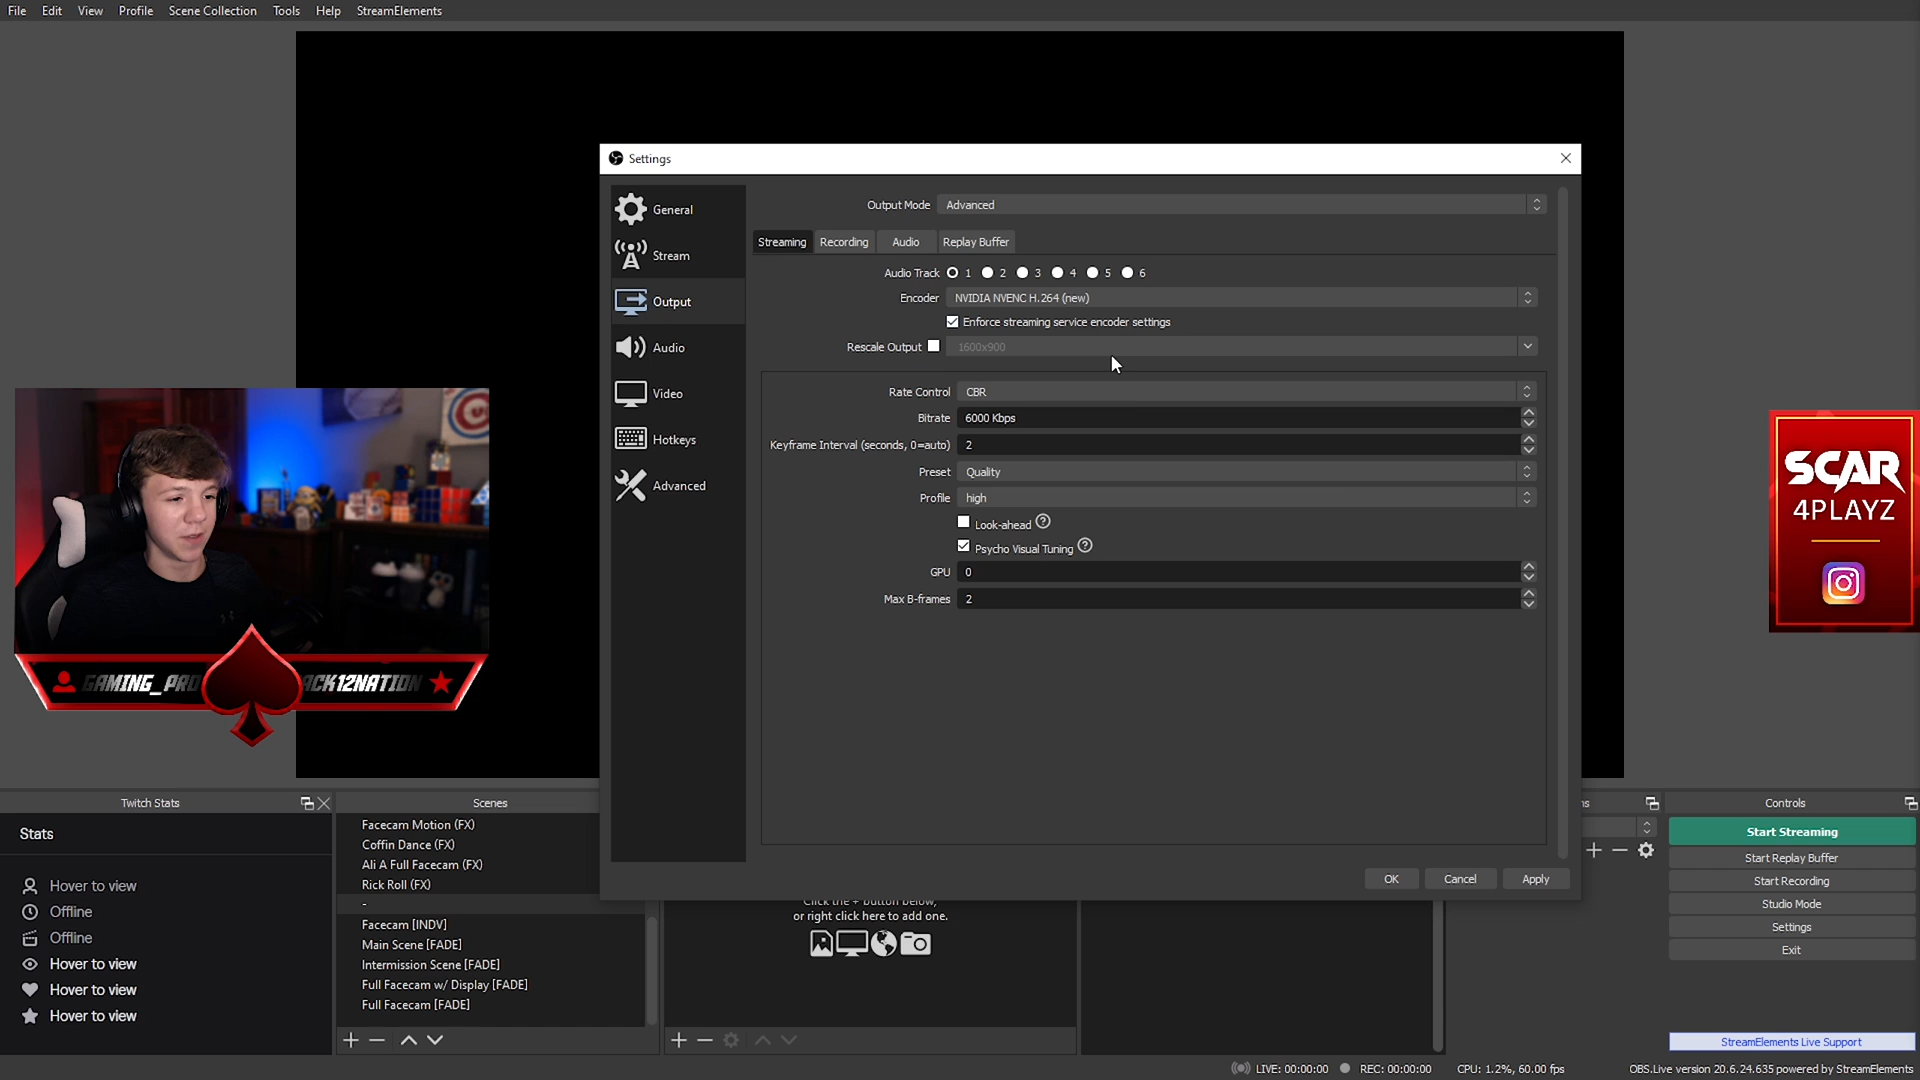 File Edit View Profile Scene Collection Tools Help StreamElements
Settings
General
Stream
Output
Audio
Video
Hotkeys
Advanced
Output Mode Advanced
Streaming Recording Audio Replay Buffer
Audio Track 1 2 3 4 5 6
Encoder NVIDIA NVENC H.264 (new)
Enforce streaming service encoder settings
Rescale Output 1600x900
Rate Control CBR
Bitrate 6000 Kbps
Keyframe Interval (seconds, 0=auto) 2
Preset Quality
Profile high
Look-ahead
Psycho Visual Tuning
GPU 0
Max B-frames 2
OK Cancel Apply
GAMING_PRO
ACK12NATION
SCAR
4PLAYZ
Twitch Stats
Stats
Hover to view
Offline
Offline
Hover to view
Hover to view
Hover to view
Scenes
Facecam Motion (FX)
Coffin Dance (FX)
Ali A Full Facecam (FX)
Rick Roll (FX)
-
Facecam [INDV]
Main Scene [FADE]
Intermission Scene [FADE]
Full Facecam w/ Display [FADE]
Full Facecam [FADE]
Click the + button below,
or right click here to add one.
ns
Controls
Start Streaming
Start Replay Buffer
Start Recording
Studio Mode
Settings
Exit
StreamElements Live Support
LIVE: 00:00:00 REC: 00:00:00 CPU: 1.2%, 60.00 fps OBS.Live version 20.6.24.635 powered by StreamElements